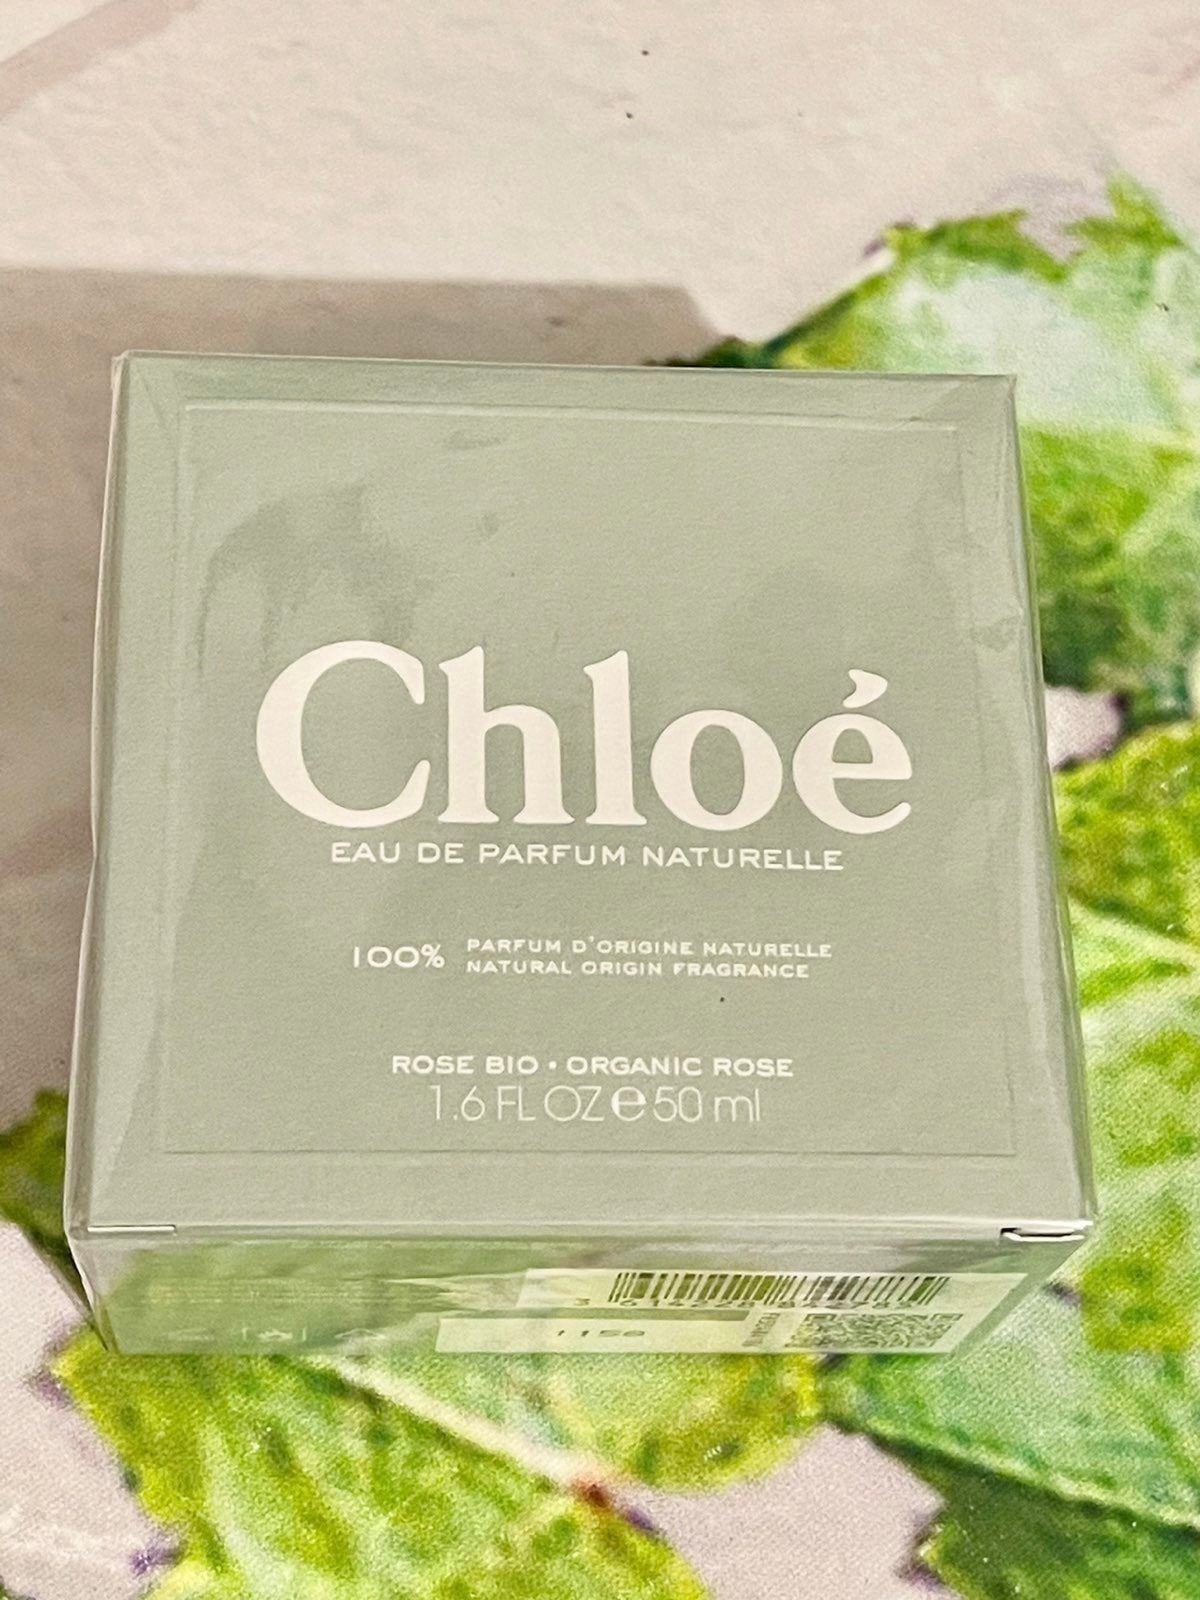 Chloé
EAU DE PARFUM NATURELLE
100% PARFUM D'ORIGINE NATURELLE
NATURAL ORIGIN FRAGRANCE
ROSE BIO • ORGANIC ROSE
1.6 FL OZ ℮ 50 ml
1158